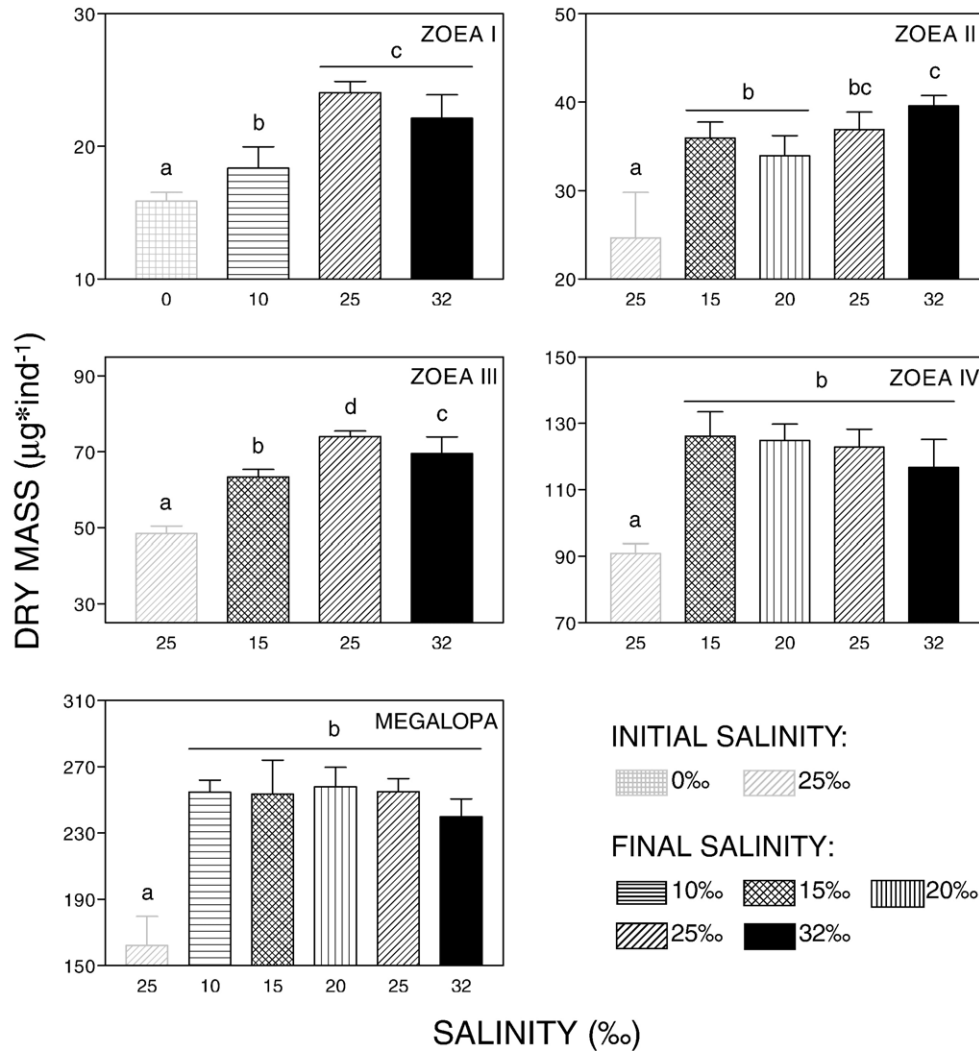 DRY MASS (µg*ind⁻¹)
ZOEA I
30
20
10
a
b
c
0 10 25 32
ZOEA II
50
40
30
20
a
b
bc
c
25 15 20 25 32
ZOEA III
90
70
50
30
a
b
d
c
25 15 25 32
ZOEA IV
150
130
110
90
70
a
b
25 15 20 25 32
MEGALOPA
310
270
230
190
150
a
b
25 10 15 20 25 32
SALINITY (‰)
INITIAL SALINITY:
0‰ 25‰
FINAL SALINITY:
10‰ 15‰ 20‰
25‰ 32‰